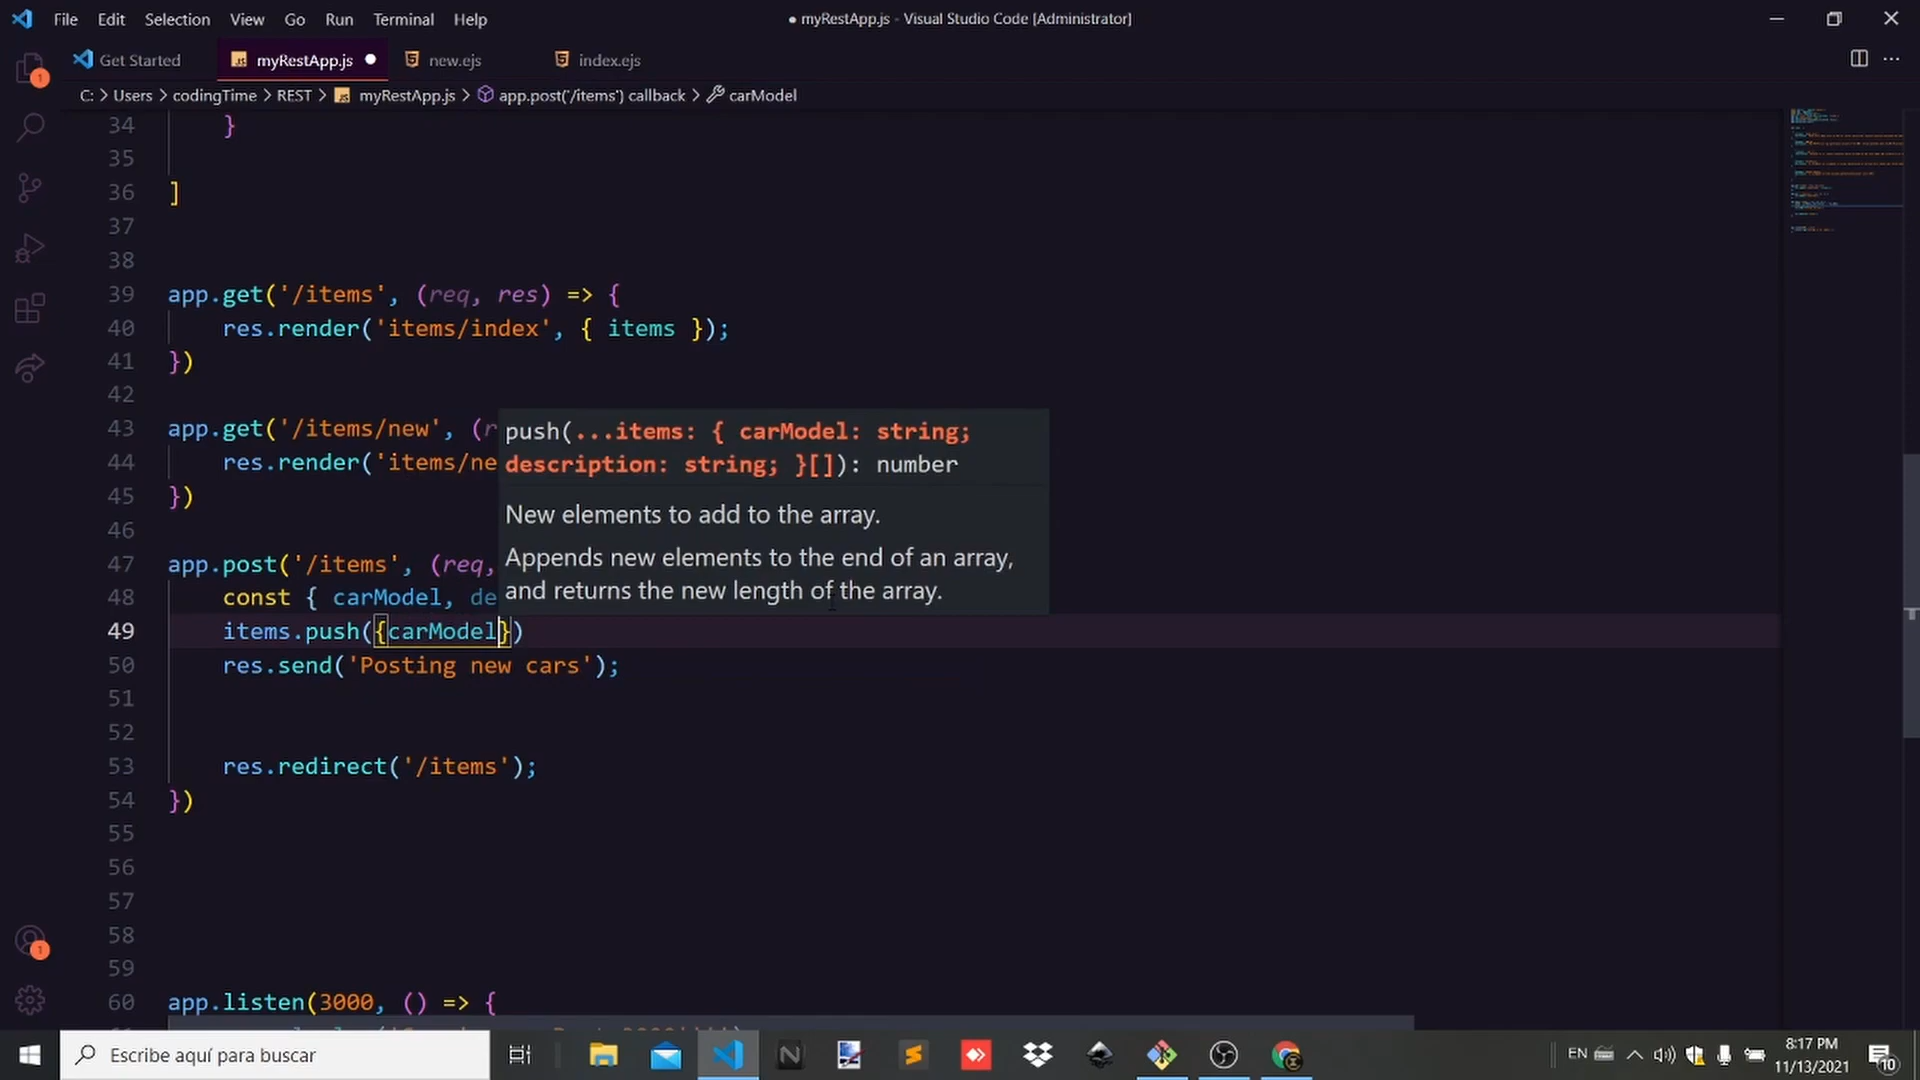 File Edit Selection View Go Run Terminal Help
● myRestApp.js - Visual Studio Code [Administrator]
Get Started myRestApp.js ● new.ejs index.ejs
C: > Users > codingTime > REST > myRestApp.js > app.post('/items') callback > carModel
34 }
35
36 ]
37
38
39 app.get('/items', (req, res) => {
40 res.render('items/index', { items });
41 })
42
43 app.get('/items/new', (r
44 res.render('items/ne
45 })
46
47 app.post('/items', (req,
48 const { carModel, de
49 items.push({carModel})
50 res.send('Posting new cars');
51
52
53 res.redirect('/items');
54 })
55
56
57
58
59
60 app.listen(3000, () => {
push(...items: { carModel: string;
description: string; }[]): number
New elements to add to the array.
Appends new elements to the end of an array,
and returns the new length of the array.
1
1
Escribe aquí para buscar
EN
8:17 PM
11/13/2021
10